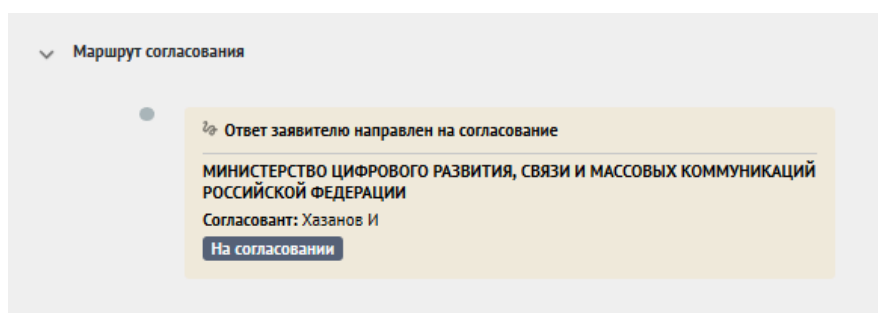 Маршрут согласования
Ответ заявителю направлен на согласование
МИНИСТЕРСТВО ЦИФРОВОГО РАЗВИТИЯ, СВЯЗИ И МАССОВЫХ КОММУНИКАЦИЙ
РОССИЙСКОЙ ФЕДЕРАЦИИ
Согласовант: Хазанов И
На согласовании